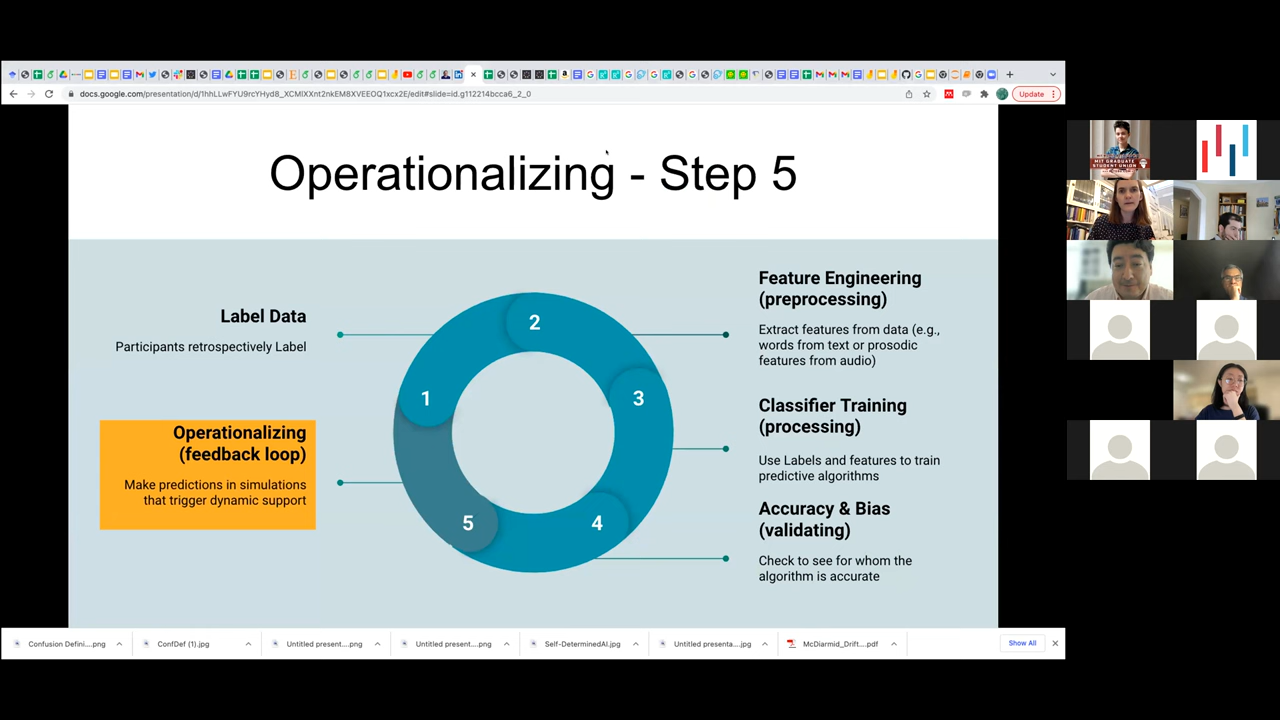 docs.google.com/presentation/d/1hhLLwFYU9rcYHyd8_XCMlXXnt2nkEM8XVEEOQ1xcx2E/edit#slide=id.g112214bcca6_2_0
Update
Operationalizing - Step 5
Label Data
Participants retrospectively Label
Operationalizing
(feedback loop)
Make predictions in simulations
that trigger dynamic support
1
2
3
4
5
Feature Engineering
(preprocessing)
Extract features from data (e.g.,
words from text or prosodic
features from audio)
Classifier Training
(processing)
Use Labels and features to train
predictive algorithms
Accuracy & Bias
(validating)
Check to see for whom the
algorithm is accurate
MIT GRADUATE
STUDENT UNION
Confusion Defini....png
ConfDef (1).jpg
Untitled present....png
Untitled present....png
Self-DeterminedAI.jpg
Untitled presenta....jpg
McDiarmid_Drift....pdf
Show All